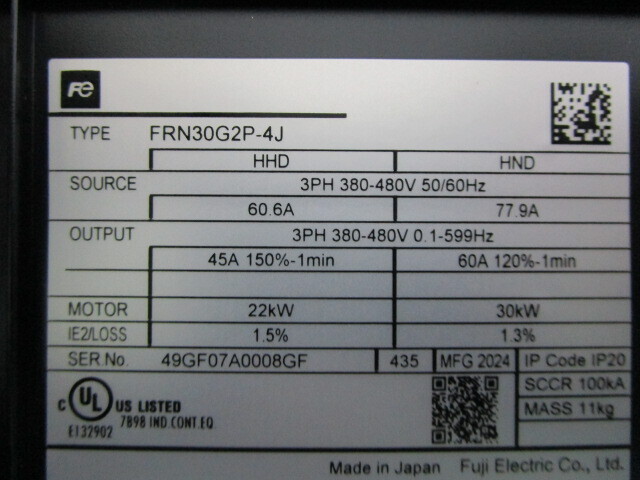 Fe
TYPE FRN30G2P-4J
HHD HND
SOURCE 3PH 380-480V 50/60Hz
60.6A 77.9A
OUTPUT 3PH 380-480V 0.1-599Hz
45A 150%-1min 60A 120%-1min
MOTOR 22kW 30kW
IE2/LOSS 1.5% 1.3%
SER.No. 49GF07A0008GF 435 MFG 2024 IP Code IP20
SCCR 100kA
MASS 11kg
c UL US LISTED
7898 IND.CONT.EQ
E132902
Made in Japan Fuji Electric Co., Ltd.